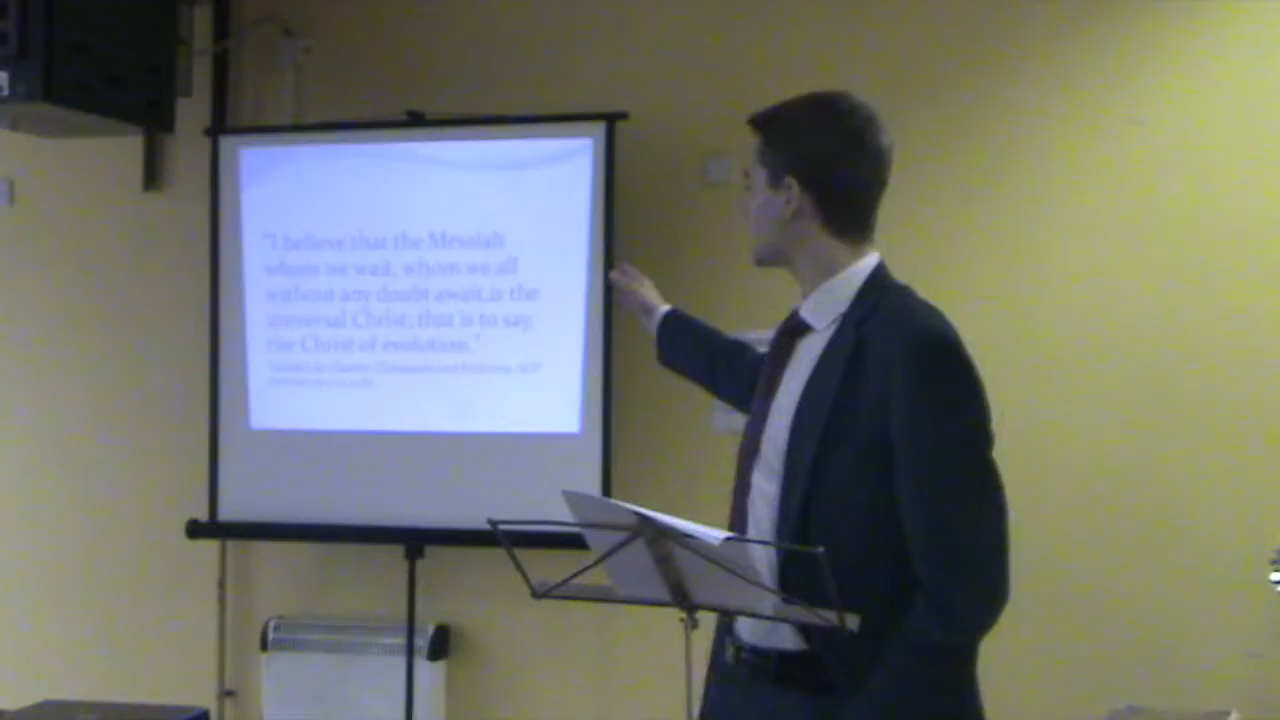 "I believe that the Messiah
whom we wait, whom we all
without any doubt await,is the
universal Christ; that is to say,
the Christ of evolution."